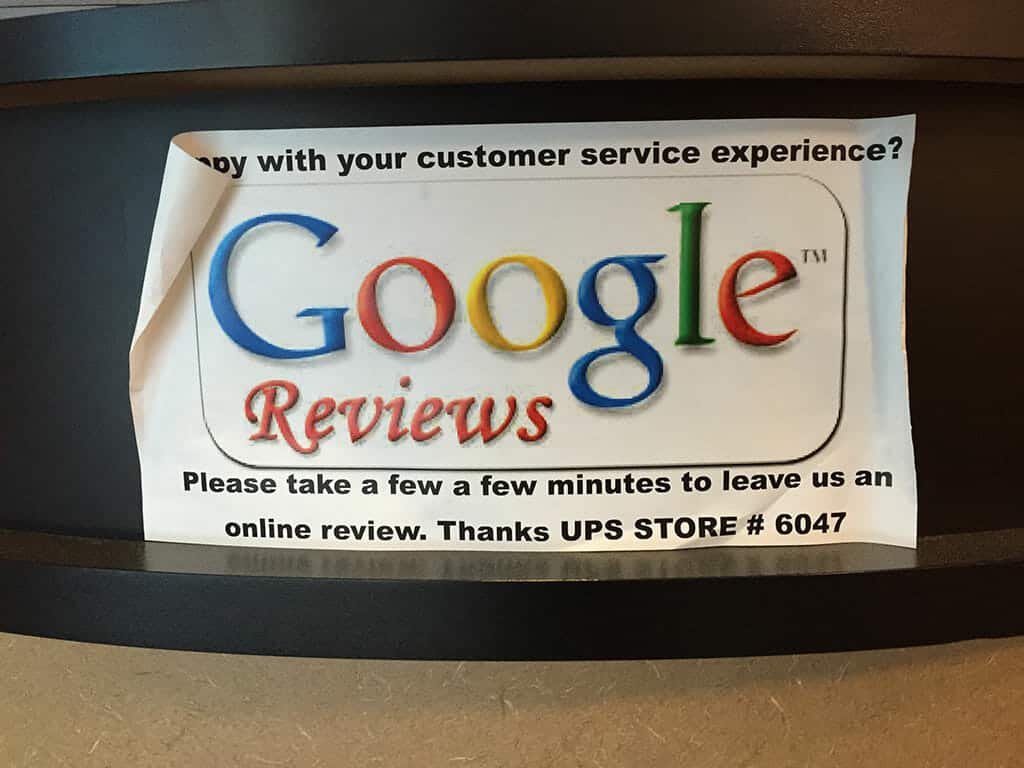 with your customer service experience?
Google™
Reviews
Please take a few a few minutes to leave us an
online review. Thanks UPS STORE # 6047